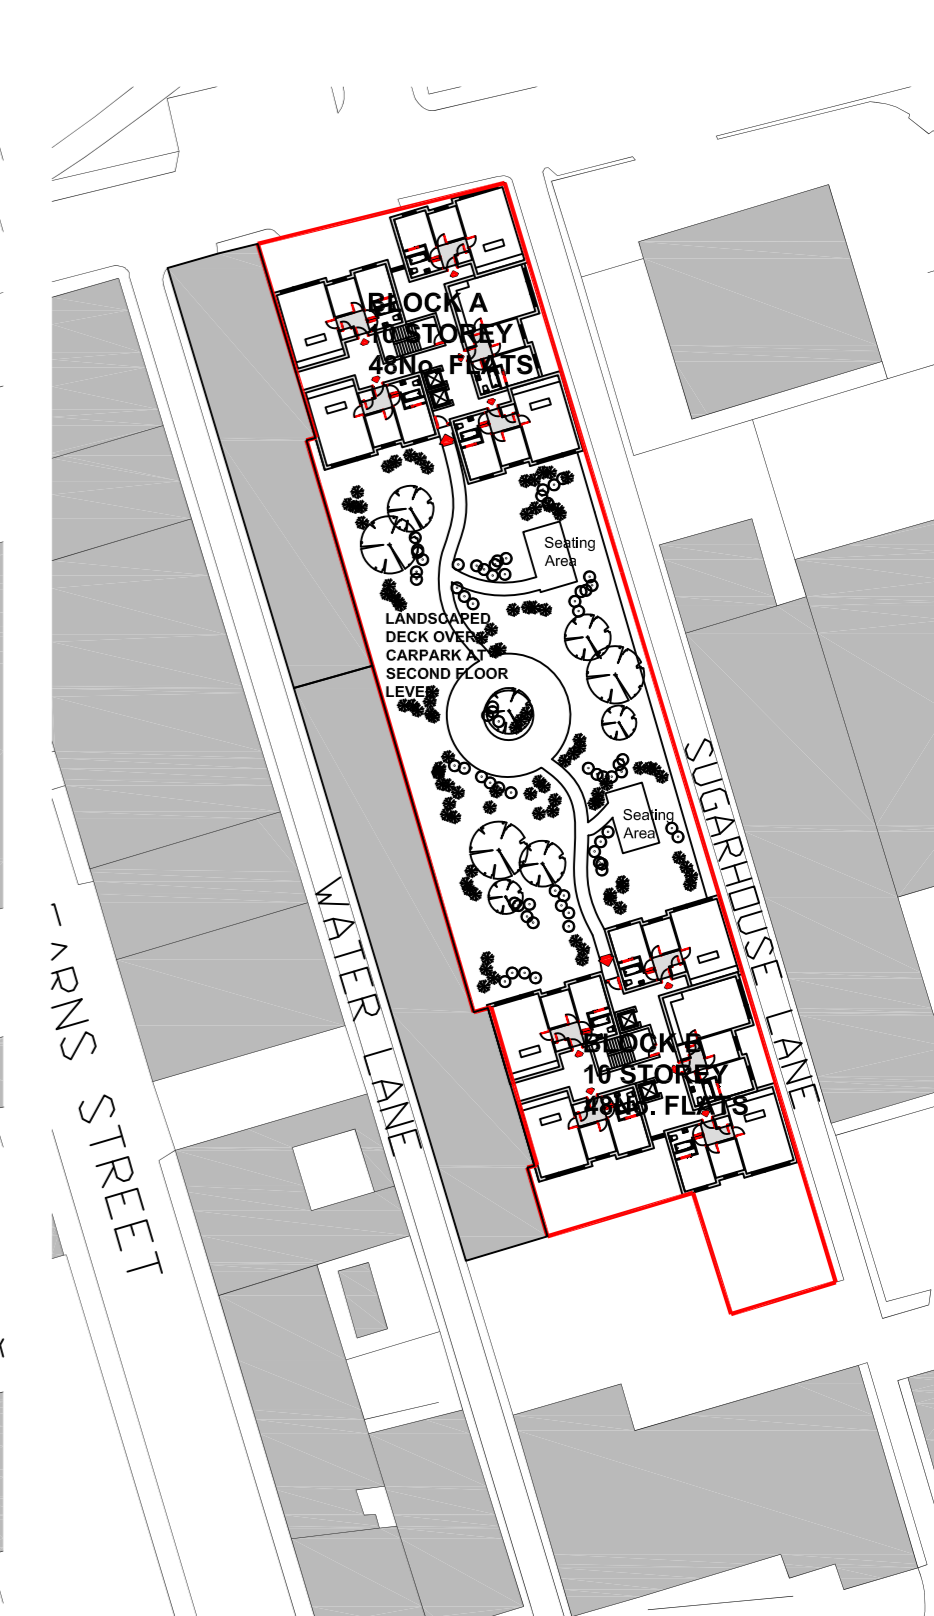 BLOCK A
10 STOREY
48No. FLATS
Seating
Area
LANDSCAPED
DECK OVER
CARPARK AT
SECOND FLOOR
LEVEL
Seating
Area
SUGARHOUSE LANE
WATER LANE
STREET
BLOCK B
10 STOREY
48No. FLATS